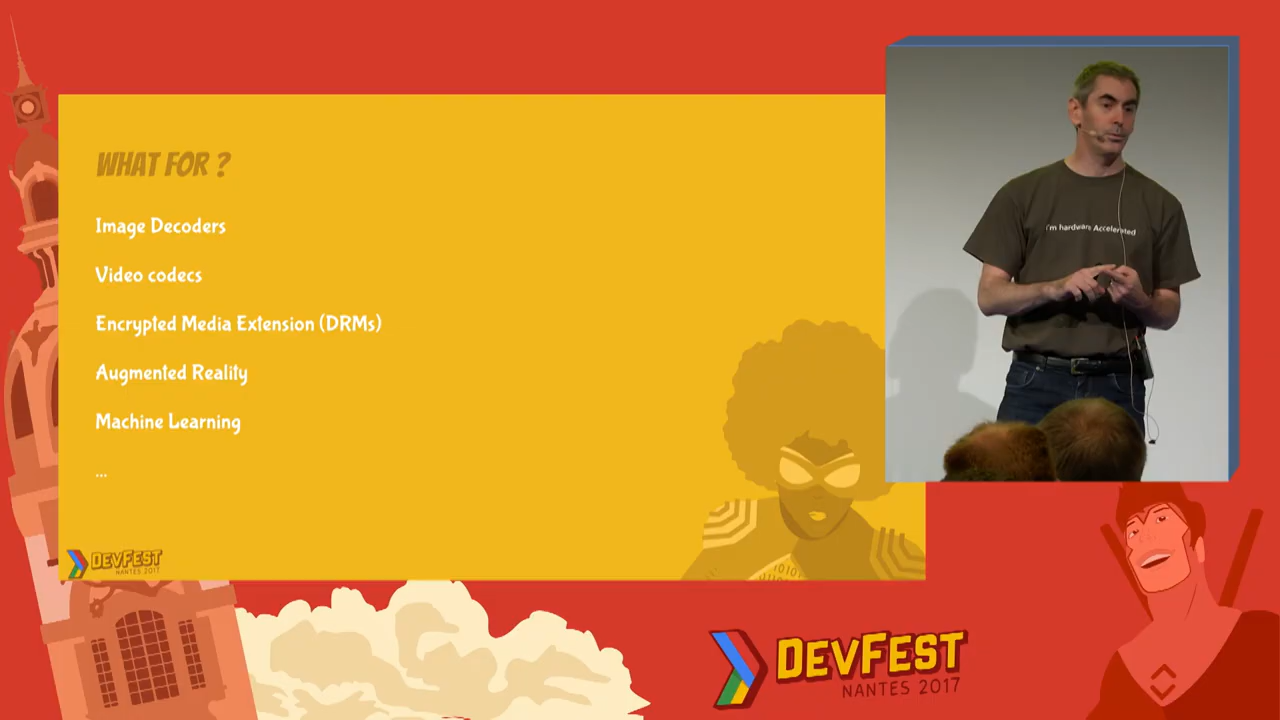 WHAT FOR ?
Image Decoders
Video codecs
Encrypted Media Extension (DRMs)
Augmented Reality
Machine Learning
...
DEVFEST
NANTES 2017
I'm hardware Accelerated
DEVFEST
NANTES 2017